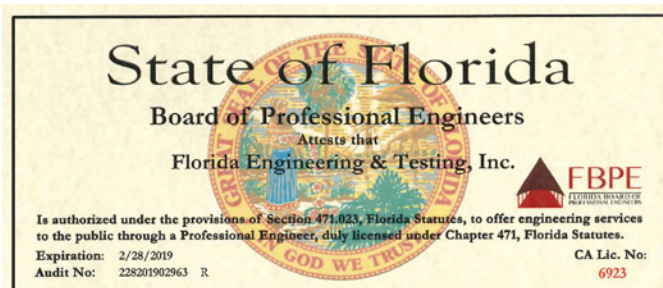 State of Florida
Board of Professional Engineers
Attests that
Florida Engineering & Testing, Inc.
FBPE
FLORIDA BOARD OF
PROFESSIONAL ENGINEERS
Is authorized under the provisions of Section 471.023, Florida Statutes, to offer engineering services
to the public through a Professional Engineer, duly licensed under Chapter 471, Florida Statutes.
Expiration: 2/28/2019
Audit No: 228201902963 R
CA Lic. No:
6923
GREAT SEAL OF THE STATE OF FLORIDA
GOD WE TRUST